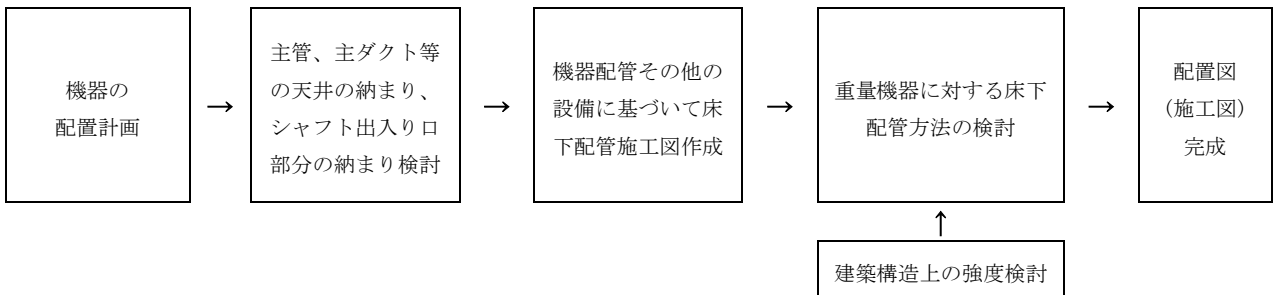 機器の
配置計画
→
主管、主ダクト等
の天井の納まり、
シャフト出入り口
部分の納まり検討
→
機器配管その他の
設備に基づいて床
下配管施工図作成
→
重量機器に対する床下
配管方法の検討
→
配置図
（施工図）
完成
↑
建築構造上の強度検討